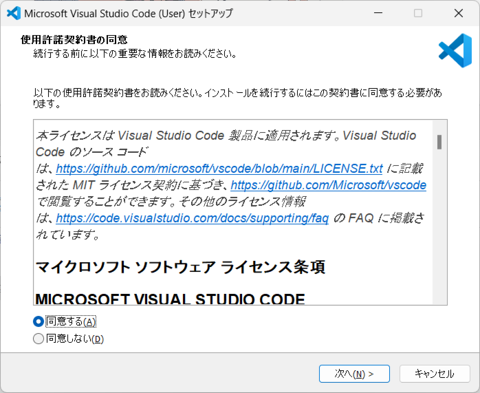 Microsoft Visual Studio Code (User) セットアップ
使用許諾契約書の同意
続行する前に以下の重要な情報をお読みください。
以下の使用許諾契約書をお読みください。インストールを続行するにはこの契約書に同意する必要があ
ります。
本ライセンスは Visual Studio Code 製品に適用されます。Visual Studio
Code のソース コード
は、https://github.com/microsoft/vscode/blob/main/LICENSE.txt に記載
された MIT ライセンス契約に基づき、https://github.com/Microsoft/vscode
で閲覧することができます。その他のライセンス情報
は、https://code.visualstudio.com/docs/supporting/faq の FAQ に掲載さ
れています。
マイクロソフト ソフトウェア ライセンス条項
MICROSOFT VISUAL STUDIO CODE
同意する(A)
同意しない(D)
次へ(N) >
キャンセル